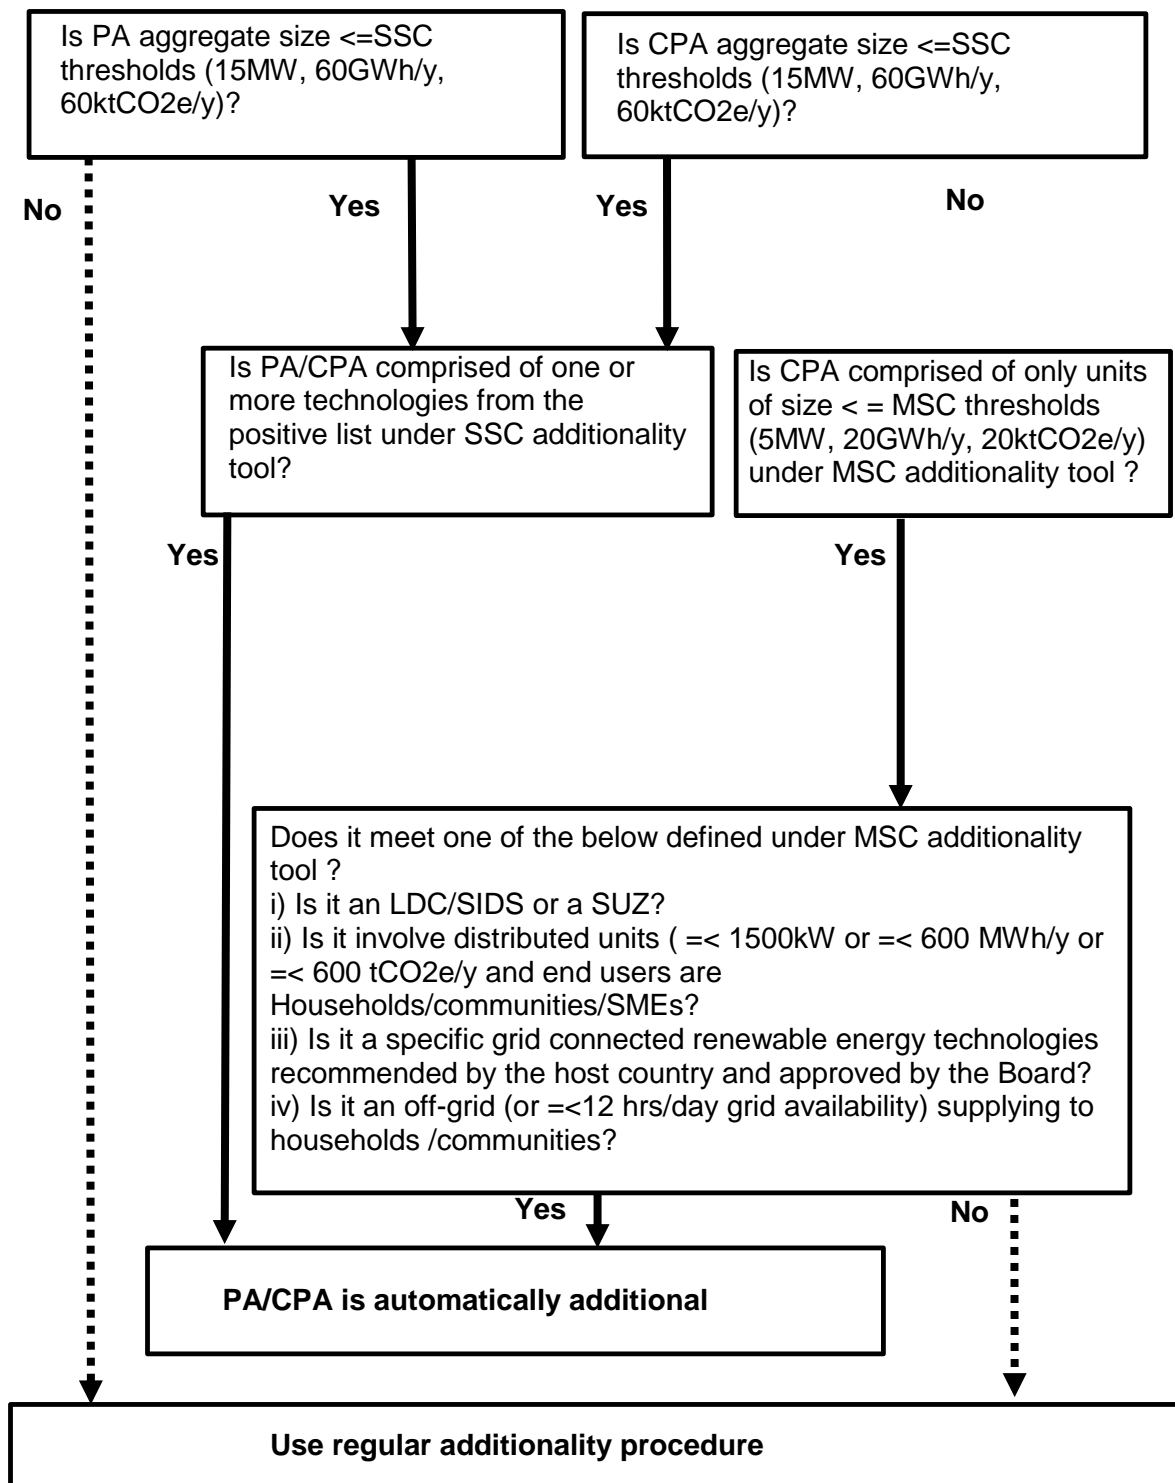 Is PA aggregate size <=SSC
thresholds (15MW, 60GWh/y,
60ktCO2e/y)?
Is CPA aggregate size <=SSC
thresholds (15MW, 60GWh/y,
60ktCO2e/y)?
No
Yes
Yes
No
Is PA/CPA comprised of one or
more technologies from the
positive list under SSC additionality
tool?
Is CPA comprised of only units
of size < = MSC thresholds
(5MW, 20GWh/y, 20ktCO2e/y)
under MSC additionality tool ?
Yes
Yes
Does it meet one of the below defined under MSC additionality
tool ?
i) Is it an LDC/SIDS or a SUZ?
ii) Is it involve distributed units ( =< 1500kW or =< 600 MWh/y or
=< 600 tCO2e/y and end users are
Households/communities/SMEs?
iii) Is it a specific grid connected renewable energy technologies
recommended by the host country and approved by the Board?
iv) Is it an off-grid (or =<12 hrs/day grid availability) supplying to
households /communities?
Yes
No
PA/CPA is automatically additional
Use regular additionality procedure